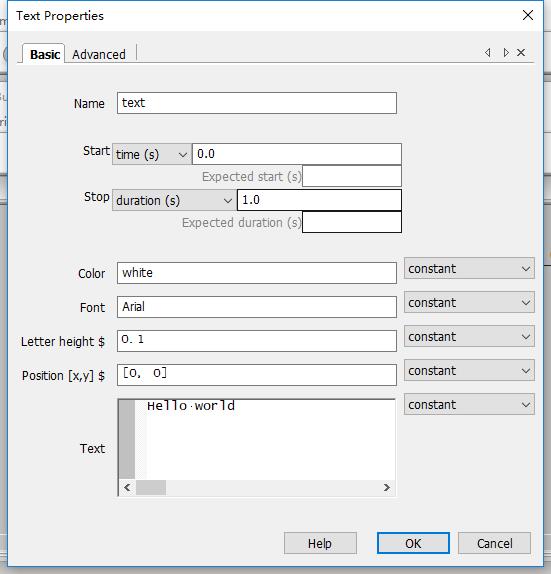 Text Properties
Basic Advanced
Name text
Start time (s) 0.0
Expected start (s)
Stop duration (s) 1.0
Expected duration (s)
Color white constant
Font Arial constant
Letter height $ 0.1 constant
Position [x,y] $ [0, 0] constant
Text Hello world constant
Help OK Cancel